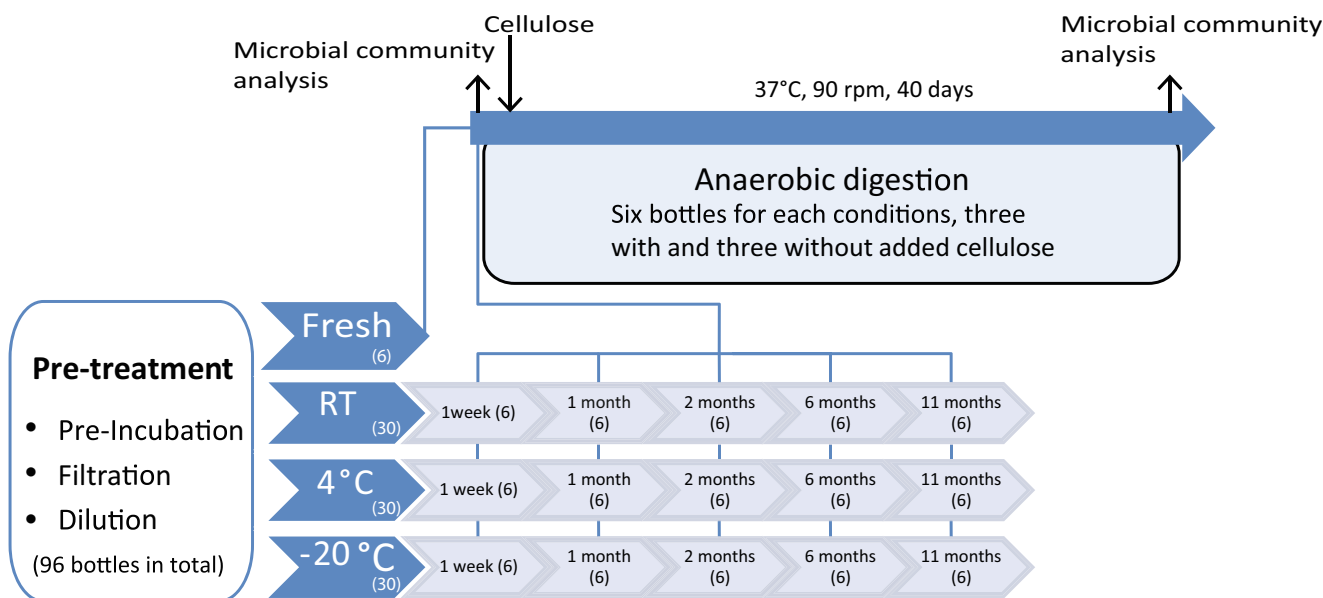 Cellulose
Microbial community
analysis
Microbial community
analysis
37°C, 90 rpm, 40 days
Anaerobic digestion
Six bottles for each conditions, three
with and three without added cellulose
Pre-treatment
• Pre-Incubation
• Filtration
• Dilution
(96 bottles in total)
Fresh
(6)
RT
(30)
1week (6)
1 month
(6)
2 months
(6)
6 months
(6)
11 months
(6)
4°C
(30)
1 week (6)
1 month
(6)
2 months
(6)
6 months
(6)
11 months
(6)
-20 °C
(30)
1 week (6)
1 month
(6)
2 months
(6)
6 months
(6)
11 months
(6)